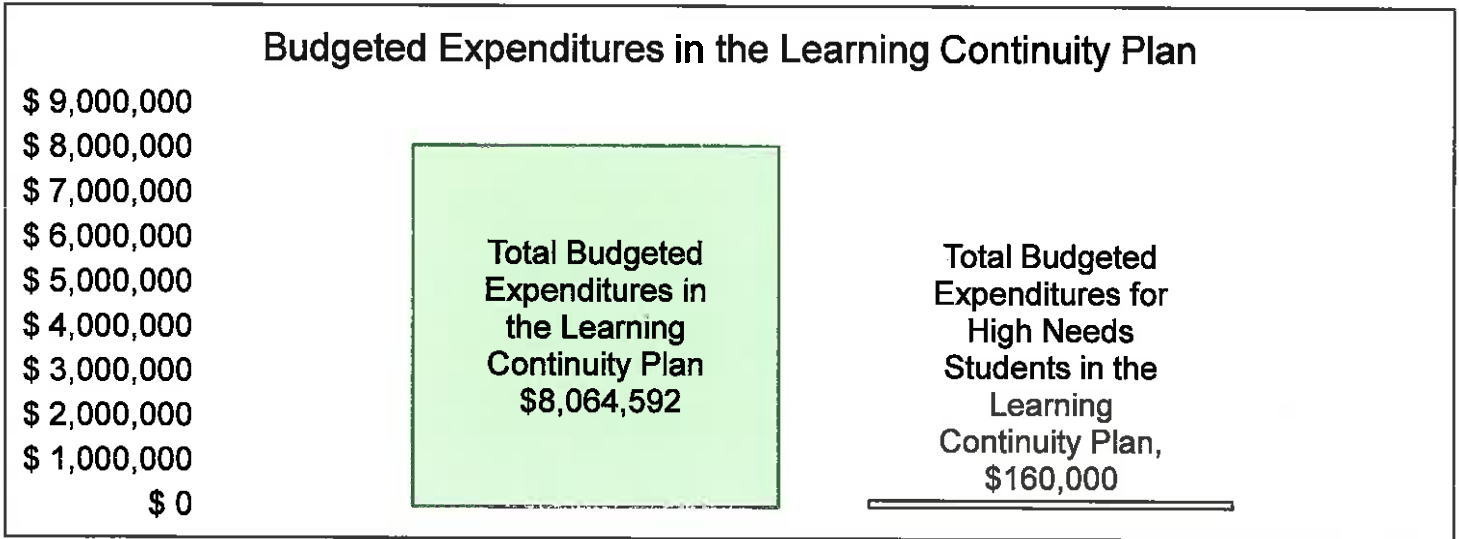 Budgeted Expenditures in the Learning Continuity Plan
$ 9,000,000
$ 8,000,000
$ 7,000,000
$ 6,000,000
$ 5,000,000
$ 4,000,000
$ 3,000,000
$ 2,000,000
$ 1,000,000
$ 0
Total Budgeted
Expenditures in
the Learning
Continuity Plan
$8,064,592
Total Budgeted
Expenditures for
High Needs
Students in the
Learning
Continuity Plan,
$160,000